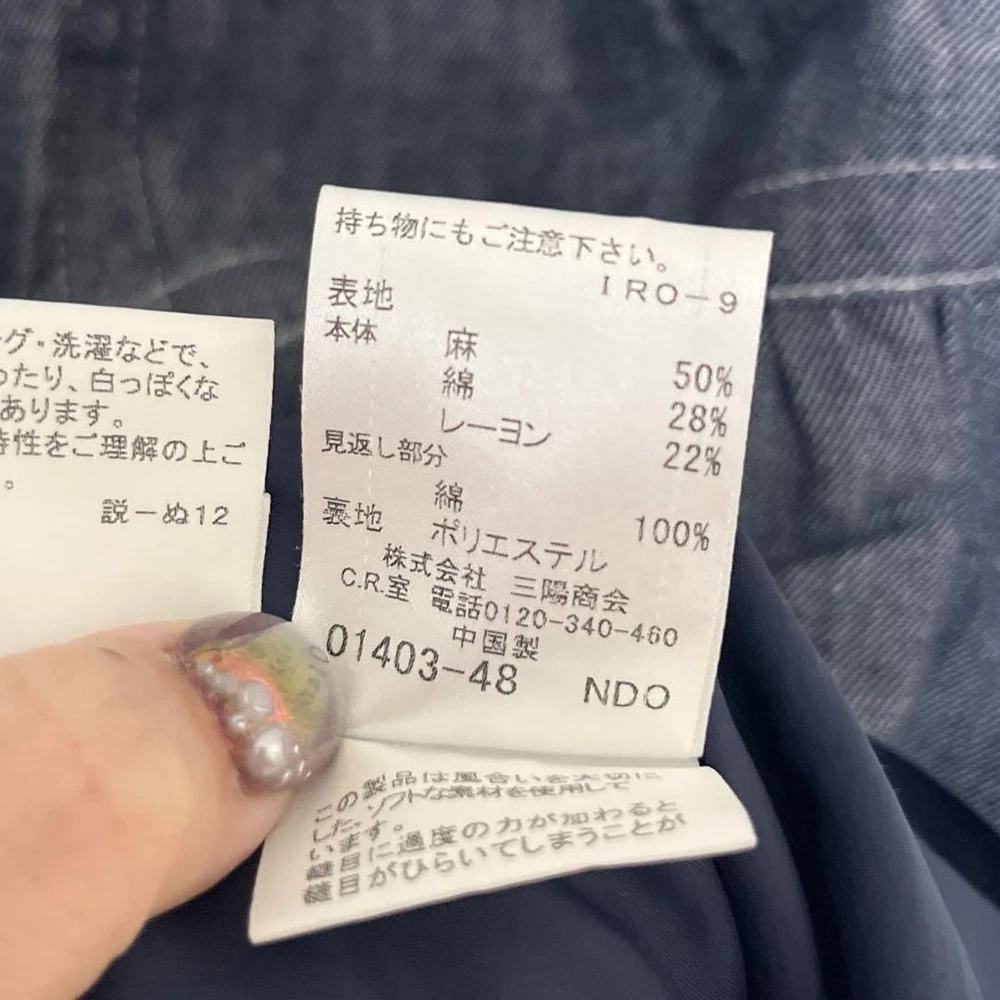 ーグ・洗濯などで、
ったり、白っぽくな
あります。
特性をご理解の上ご
。
説ーぬ12
持ち物にもご注意下さい。
IRO-9
表地
本体 麻 50%
綿 28%
レーヨン 22%
見返し部分
綿 100%
裏地 ポリエステル
株式会社 三陽商会
C.R.室 電話0120-340-460
中国製
01403-48 NDO
この製品は風合いを大切に
した、ソフトな素材を使用して
います。
縫目に過度の力が加わると
縫目がひらいてしまうことが